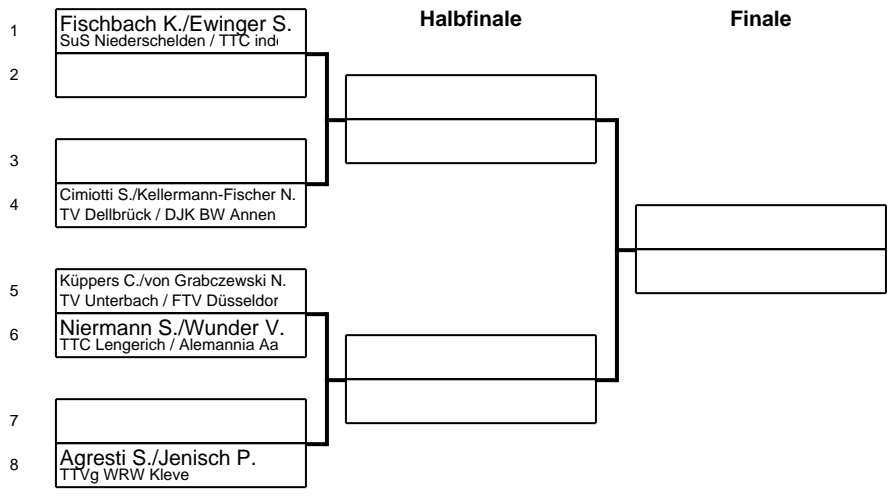 Halbfinale
Finale
1
Fischbach K./Ewinger S.
SuS Niederschelden / TTC
2
3
4
Cimiotti S./Kellermann-Fischer N.
TV Dellbrück / DJK BW Annen
5
Küppers C./von Grabczewski N.
TV Unterbach / FTV Düsseldor
6
Niermann S./Wunder V.
TTC Lengerich / Alemannia Aa
7
8
Agresti S./Jenisch P.
TTVg WRW Kleve